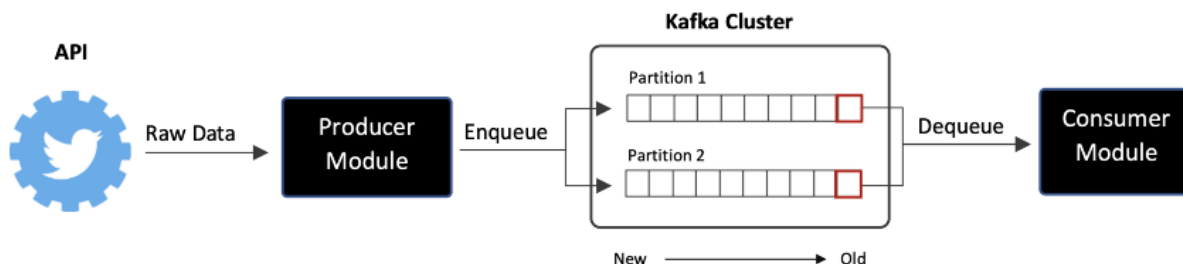 API
Raw Data
Producer
Module
Enqueue
Kafka Cluster
Partition 1
Partition 2
New
Old
Dequeue
Consumer
Module